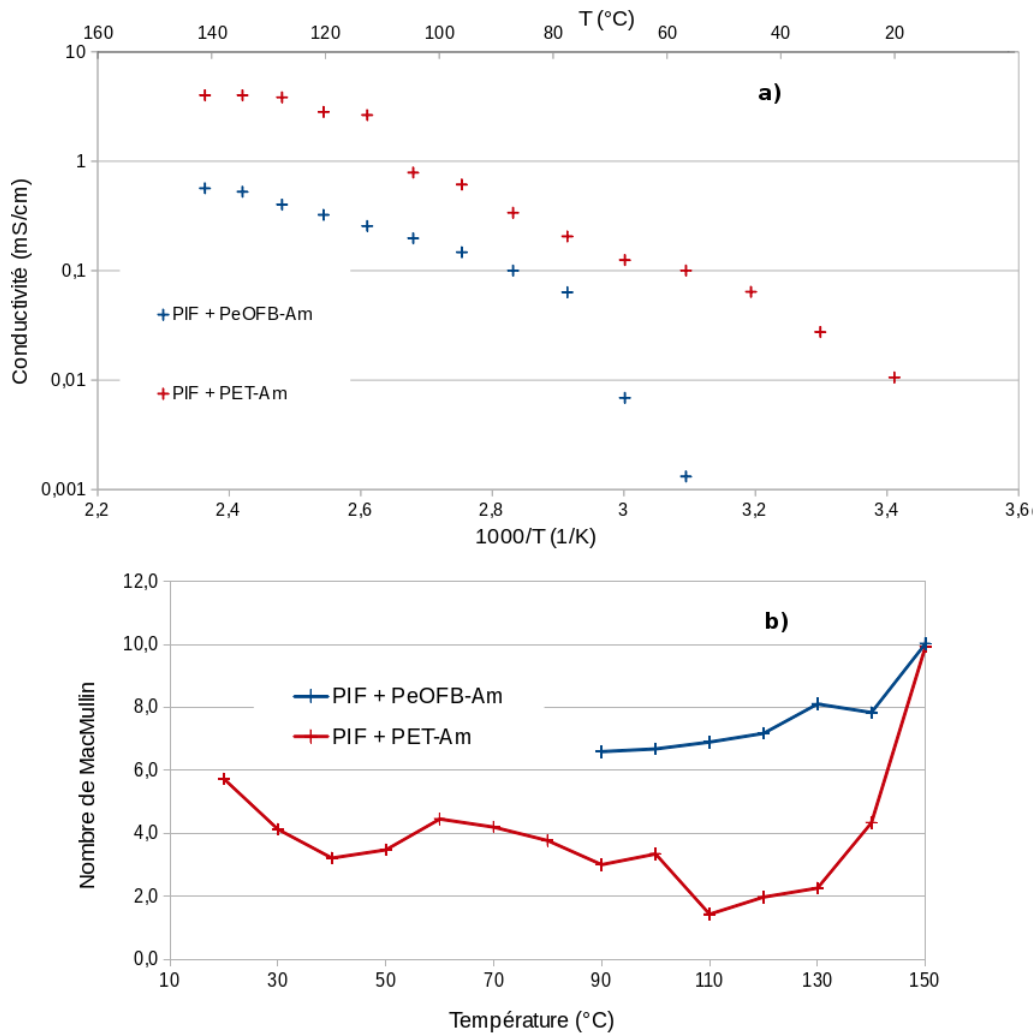 T (°C)
160 140 120 100 80 60 40 20
10
a)
1
Conductivité (mS/cm)
0,1
PIF + PeOFB-Am
0,01
PIF + PET-Am
0,001
2,2 2,4 2,6 2,8 3 3,2 3,4 3,6
1000/T (1/K)
12,0
b)
10,0
PIF + PeOFB-Am
8,0
PIF + PET-Am
Nombre de MacMullin
6,0
4,0
2,0
0,0
10 30 50 70 90 110 130 150
Température (°C)